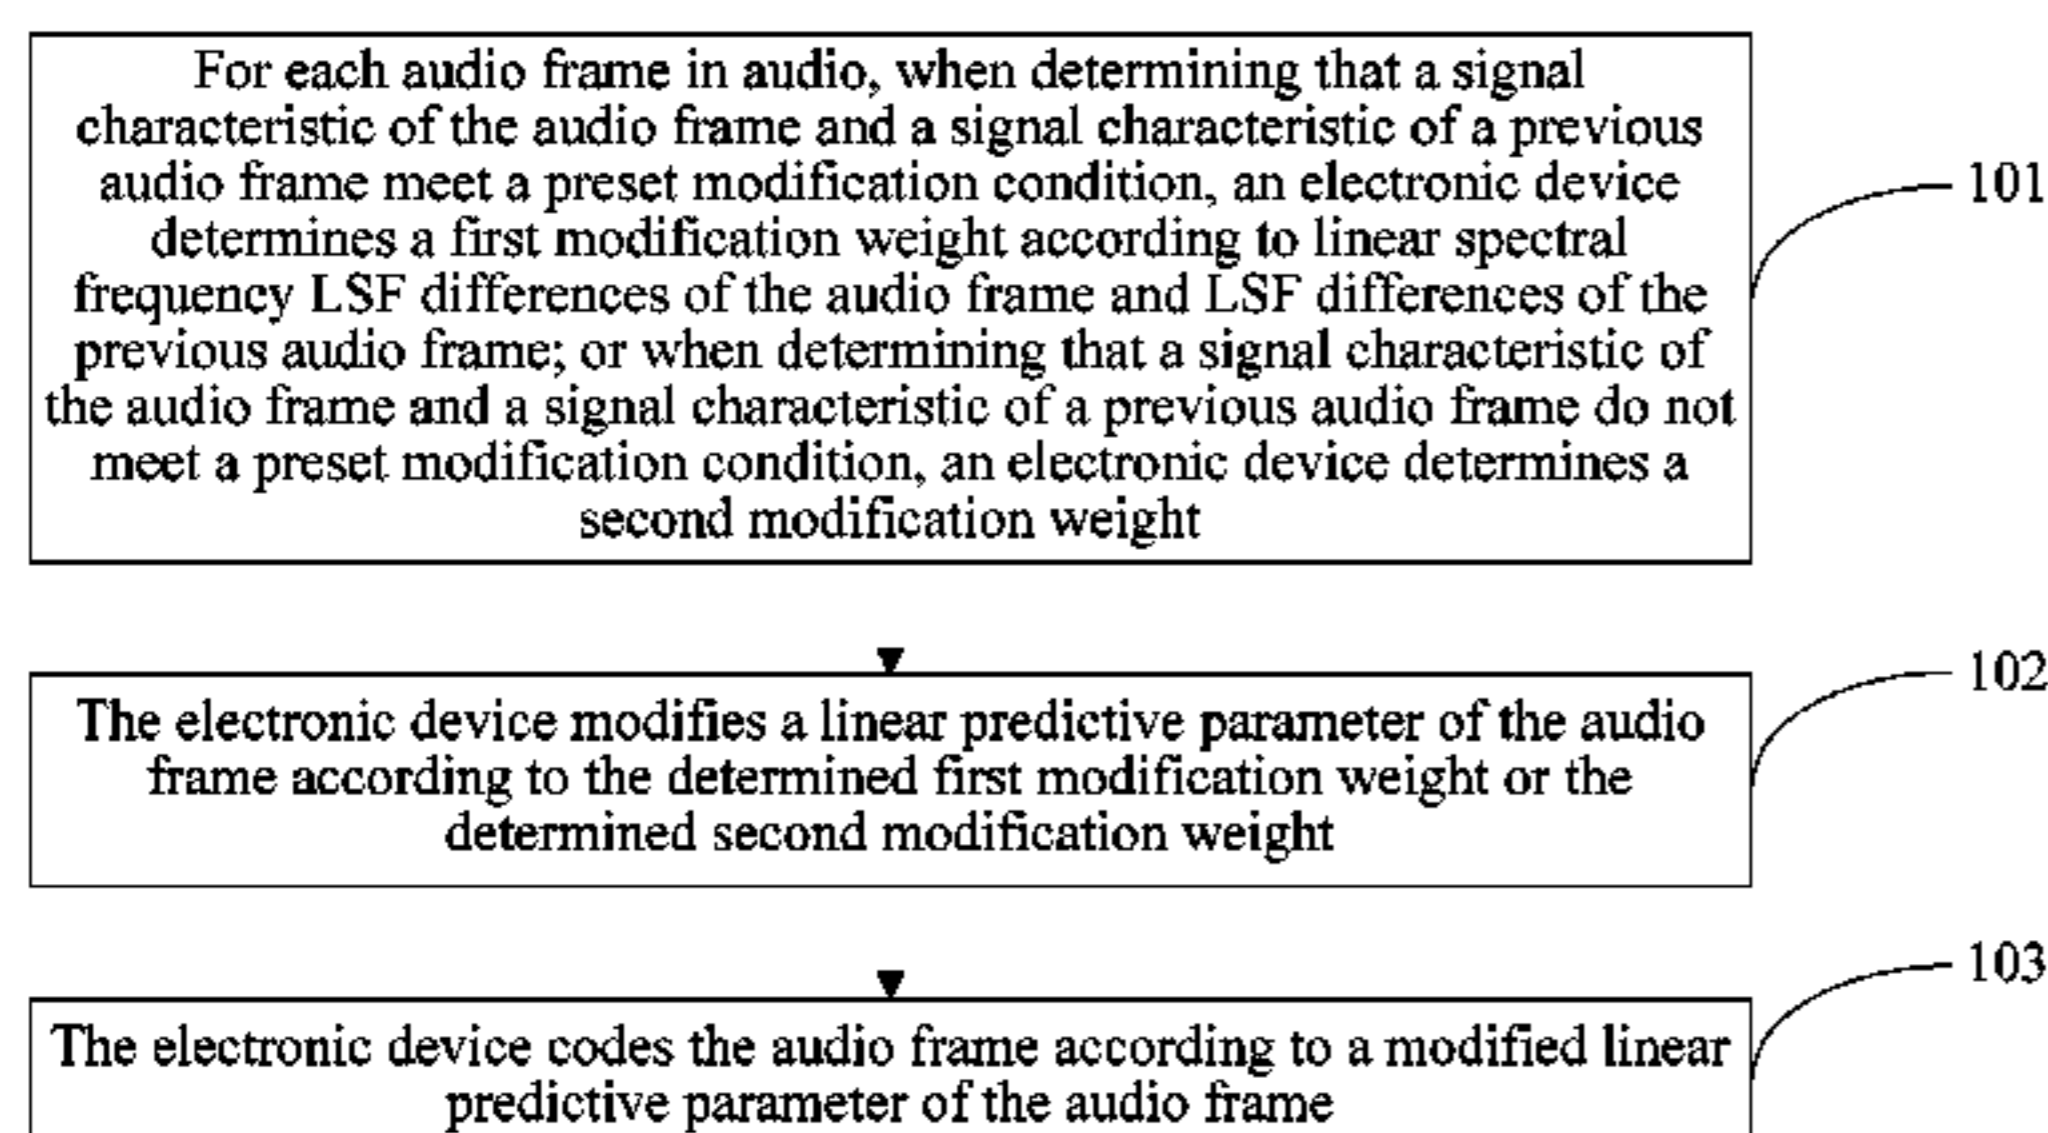 For each audio frame in audio, when determining that a signal
characteristic of the audio frame and a signal characteristic of a previous
audio frame meet a preset modification condition, an electronic device
determines a first modification weight according to linear spectral
frequency LSF differences of the audio frame and LSF differences of the
previous audio frame; or when determining that a signal characteristic of
the audio frame and a signal characteristic of a previous audio frame do not
meet a preset modification condition, an electronic device determines a
second modification weight
101
The electronic device modifies a linear predictive parameter of the audio
frame according to the determined first modification weight or the
determined second modification weight
102
The electronic device codes the audio frame according to a modified linear
predictive parameter of the audio frame
103